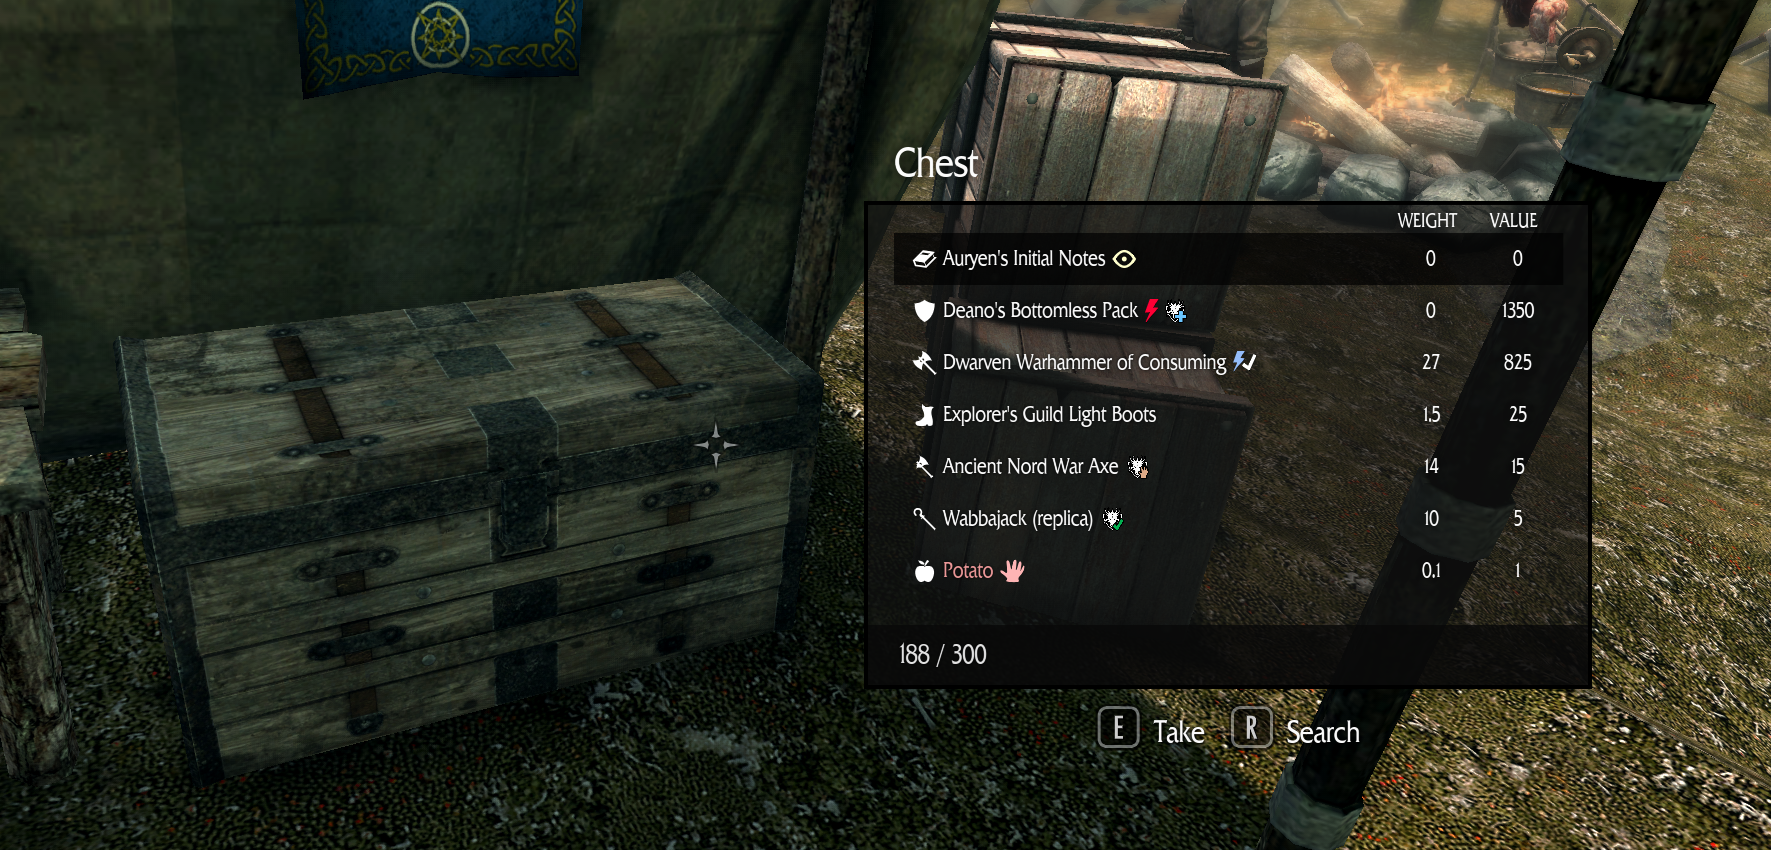 Chest
WEIGHT VALUE
Auryen's Initial Notes 0 0
Deano's Bottomless Pack 0 1350
Dwarven Warhammer of Consuming 27 825
Explorer's Guild Light Boots 1.5 25
Ancient Nord War Axe 14 15
Wabbajack (replica) 10 5
Potato 0.1 1
188 / 300
E Take R Search